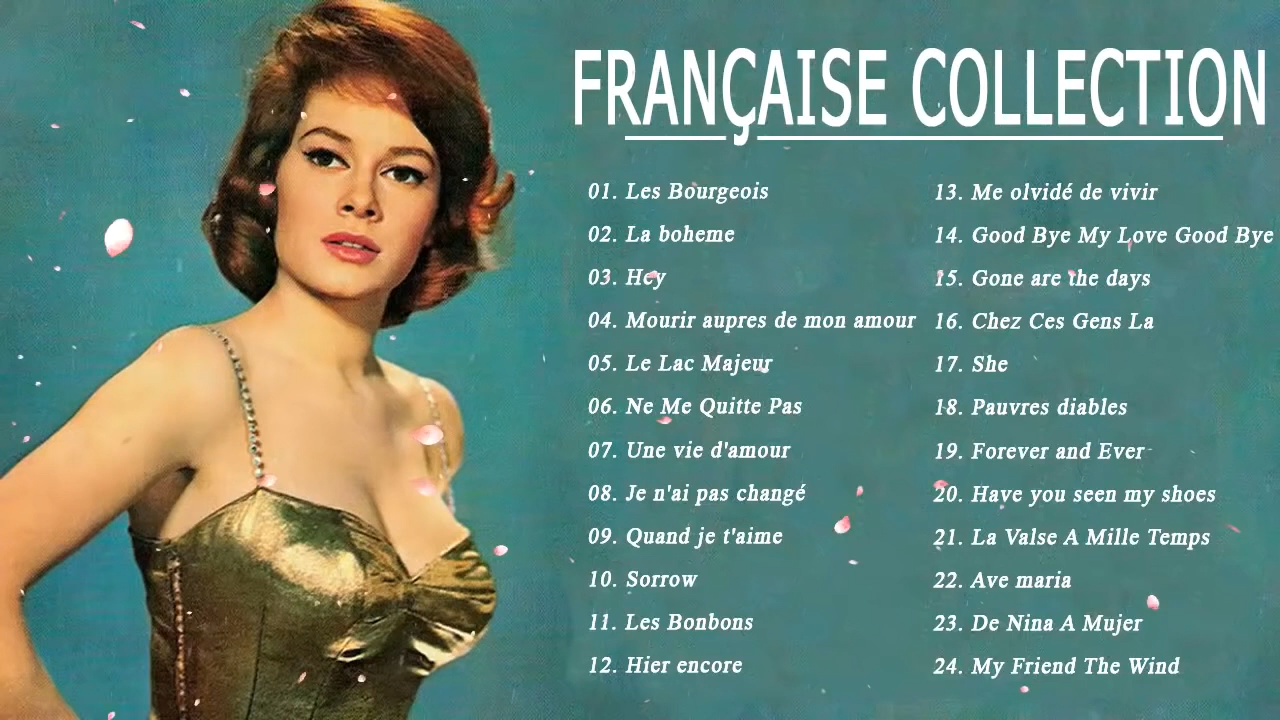 FRANÇAISE COLLECTION
01. Les Bourgeois
02. La boheme
03. Hey
04. Mourir aupres de mon amour
05. Le Lac Majeur
06. Ne Me Quitte Pas
07. Une vie d'amour
08. Je n'ai pas changé
09. Quand je t'aime
10. Sorrow
11. Les Bonbons
12. Hier encore
13. Me olvidé de vivir
14. Good Bye My Love Good Bye
15. Gone are the days
16. Chez Ces Gens La
17. She
18. Pauvres diables
19. Forever and Ever
20. Have you seen my shoes
21. La Valse A Mille Temps
22. Ave maria
23. De Nina A Mujer
24. My Friend The Wind